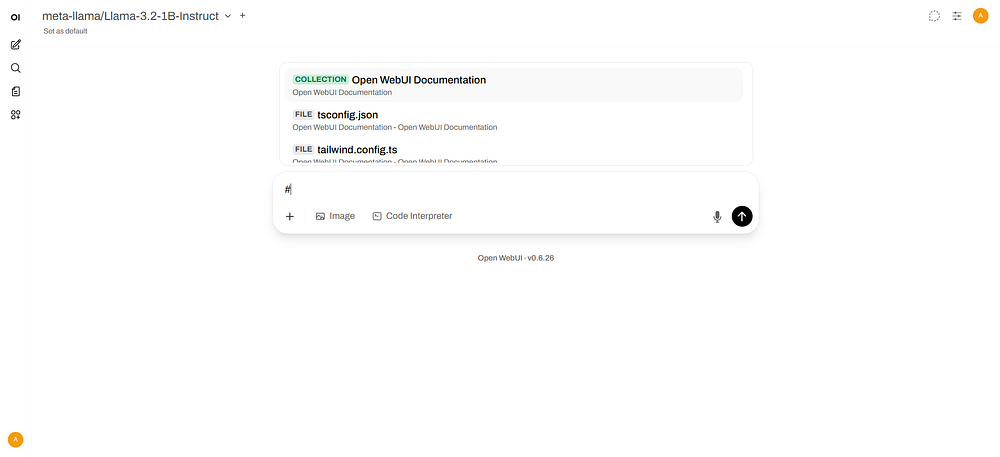 OI
meta-llama/Llama-3.2-1B-Instruct
Set as default
A
COLLECTION Open WebUI Documentation
Open WebUI Documentation
FILE tsconfig.json
Open WebUI Documentation - Open WebUI Documentation
FILE tailwind.config.ts
Open WebUI Documentation - Open WebUI Documentation
#
+ Image Code Interpreter
Open WebUI · v0.6.26
A